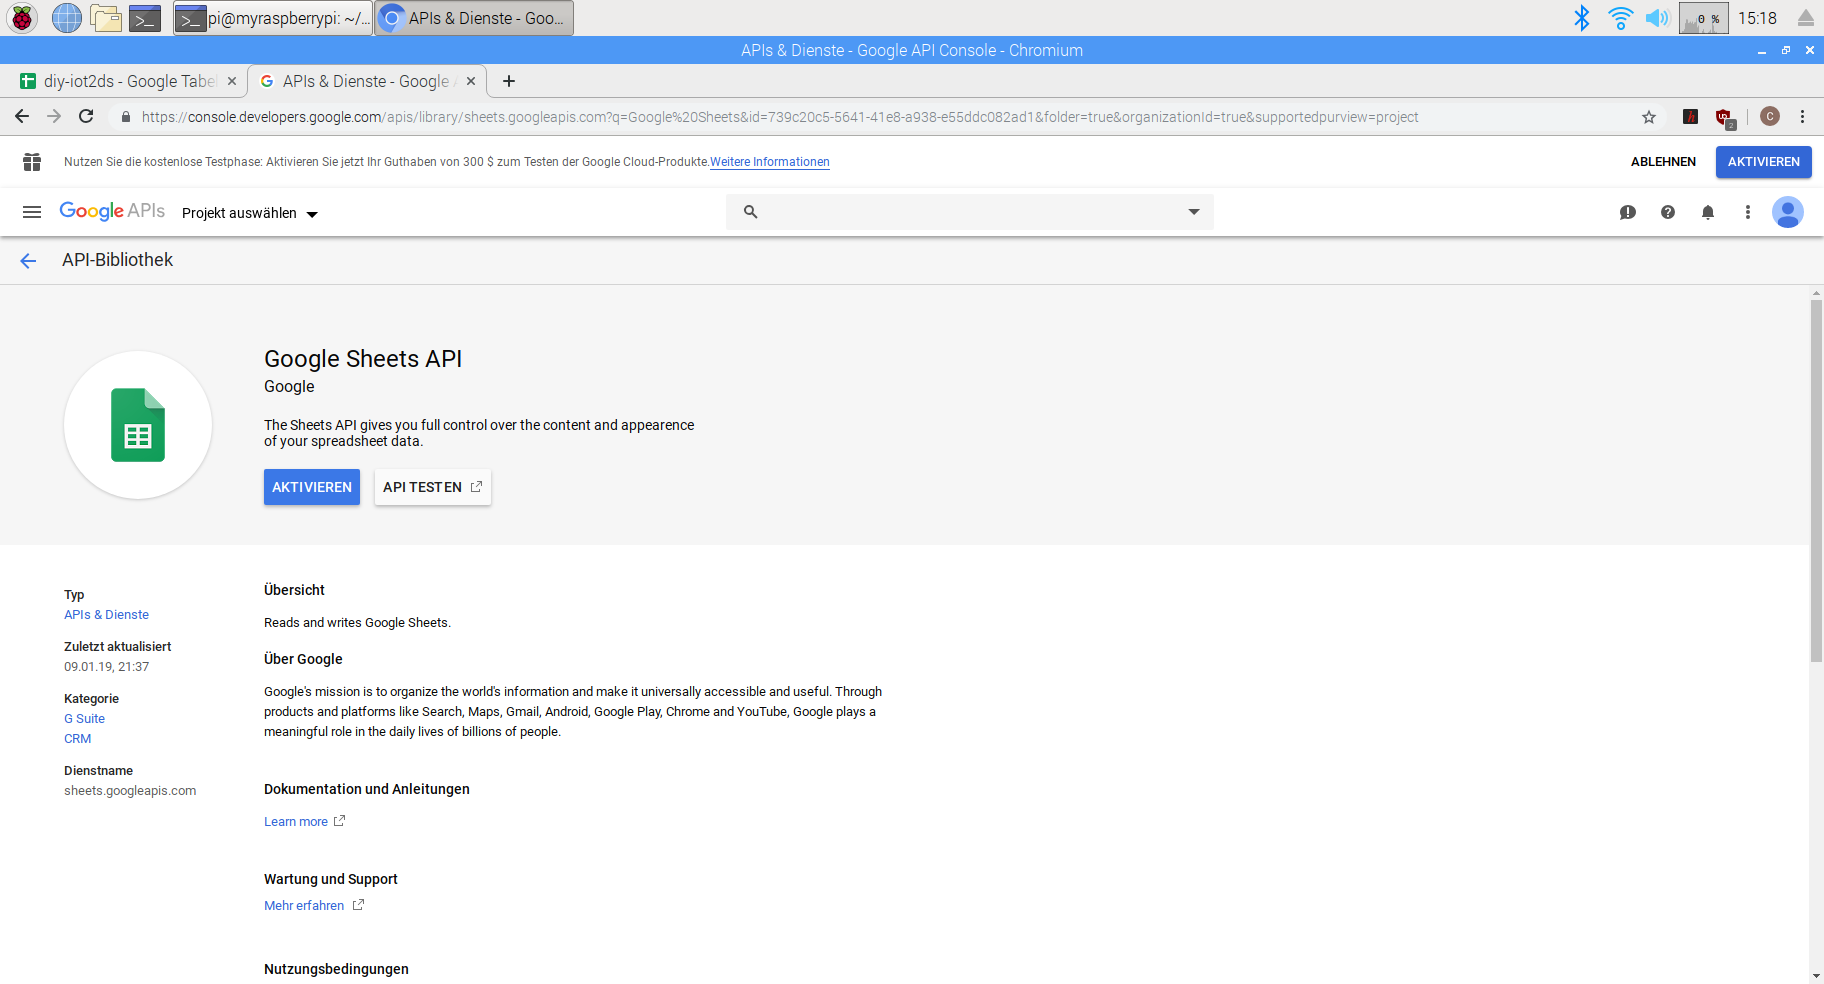 pi@myraspberrypi: ~/...
APIs & Dienste - Goo...
0 %
15:18
APIs & Dienste - Google API Console - Chromium
diy-iot2ds - Google Tabel
APIs & Dienste - Google A
https://console.developers.google.com/apis/library/sheets.googleapis.com?q=Google%20Sheets&id=739c20c5-5641-41e8-a938-e55ddc082ad1&folder=true&organizationId=true&supportedpurview=project
2
C
Nutzen Sie die kostenlose Testphase: Aktivieren Sie jetzt Ihr Guthaben von 300 $ zum Testen der Google Cloud-Produkte.Weitere Informationen
ABLEHNEN
AKTIVIEREN
Google APIs
Projekt auswählen
API-Bibliothek
Google Sheets API
Google
The Sheets API gives you full control over the content and appearence
of your spreadsheet data.
AKTIVIEREN
API TESTEN
Typ
APIs & Dienste
Zuletzt aktualisiert
09.01.19, 21:37
Kategorie
G Suite
CRM
Dienstname
sheets.googleapis.com
Übersicht
Reads and writes Google Sheets.
Über Google
Google's mission is to organize the world's information and make it universally accessible and useful. Through
products and platforms like Search, Maps, Gmail, Android, Google Play, Chrome and YouTube, Google plays a
meaningful role in the daily lives of billions of people.
Dokumentation und Anleitungen
Learn more
Wartung und Support
Mehr erfahren
Nutzungsbedingungen